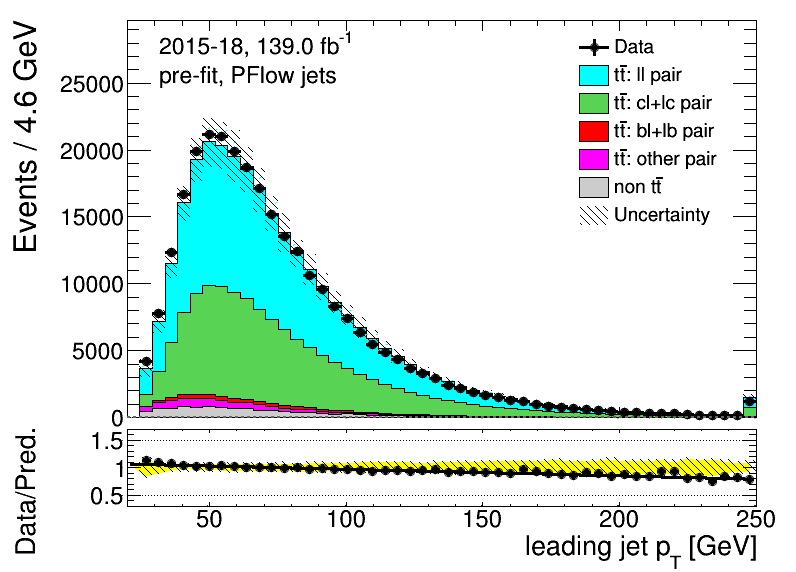 Events / 4.6 GeV
25000
20000
15000
10000
5000
0
2015-18, 139.0 fb⁻¹
pre-fit, PFlow jets
Data
tt̄: ll pair
tt̄: cl+lc pair
tt̄: bl+lb pair
tt̄: other pair
non tt̄
Uncertainty
Data/Pred.
1.5
1
0.5
50 100 150 200 250
leading jet p_T [GeV]